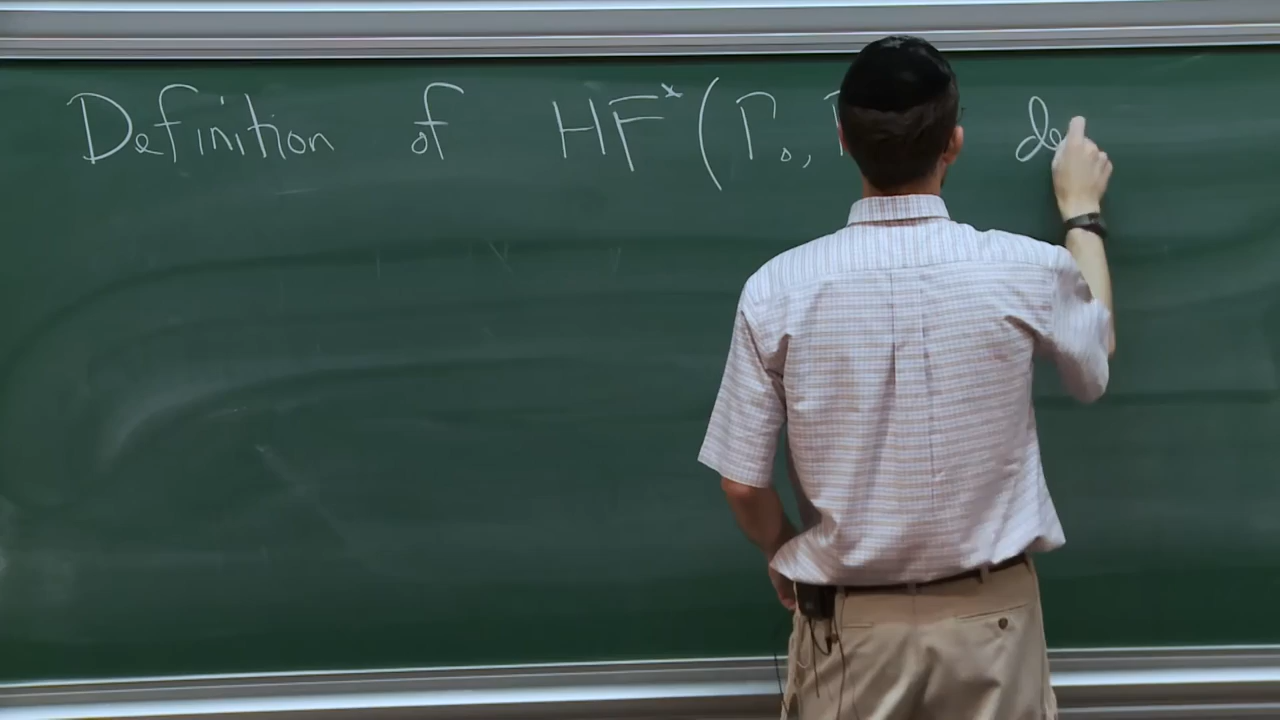 Definition of HF*(Γ₀, Γ de